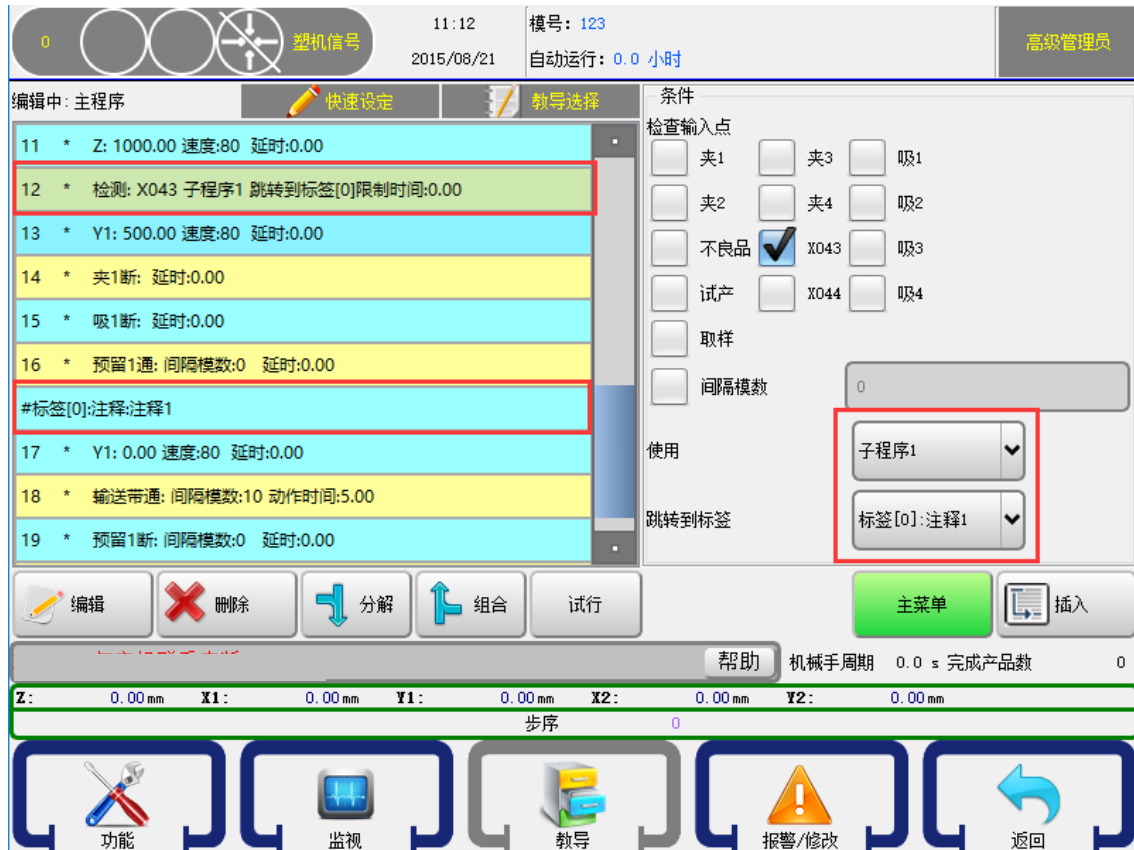 0
塑机信号
11:12
2015/08/21
模号: 123
自动运行: 0.0 小时
高级管理员
编辑中: 主程序
快速设定
教导选择
11 * Z: 1000.00 速度:80 延时:0.00
12 * 检测: X043 子程序1 跳转到标签[0]限制时间:0.00
13 * Y1: 500.00 速度:80 延时:0.00
14 * 夹1断: 延时:0.00
15 * 吸1断: 延时:0.00
16 * 预留1通: 间隔模数:0 延时:0.00
#标签[0]:注释:注释1
17 * Y1: 0.00 速度:80 延时:0.00
18 * 输送带通: 间隔模数:10 动作时间:5.00
19 * 预留1断: 间隔模数:0 延时:0.00
条件
检查输入点
夹1 夹3 吸1
夹2 夹4 吸2
不良品 X043 吸3
试产 X044 吸4
取样
间隔模数 0
使用 子程序1
跳转到标签 标签[0]:注释1
编辑 删除 分解 组合 试行 主菜单 插入
帮助 机械手周期 0.0 s 完成产品数 0
Z: 0.00 mm X1: 0.00 mm Y1: 0.00 mm X2: 0.00 mm Y2: 0.00 mm
步序 0
功能 监视 教导 报警/修改 返回